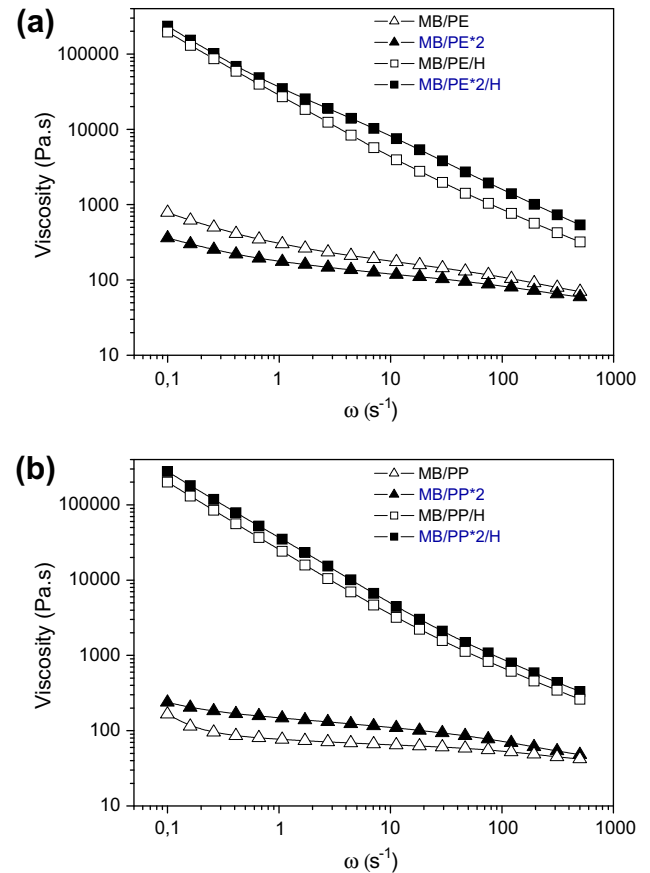 (a)
MB/PE
MB/PE*2
MB/PE/H
MB/PE*2/H
100000
10000
1000
100
10
Viscosity (Pa.s)
0,1
1
10
100
1000
ω (s⁻¹)
(b)
MB/PP
MB/PP*2
MB/PP/H
MB/PP*2/H
100000
10000
1000
100
10
Viscosity (Pa.s)
0,1
1
10
100
1000
ω (s⁻¹)